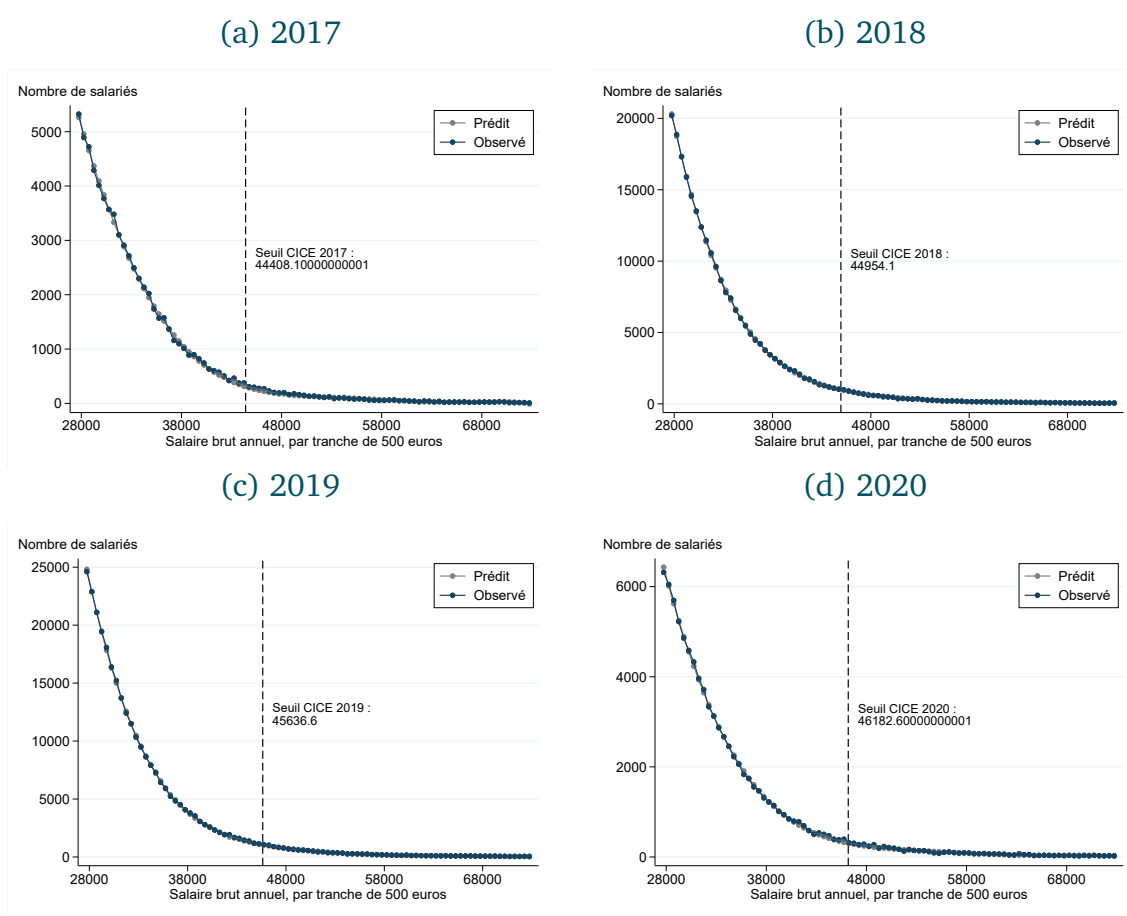 (a) 2017
Nombre de salariés
Prédit
Observé
5000
4000
3000
2000
1000
0
Seuil CICE 2017 :
44408.10000000001
28000 38000 48000 58000 68000
Salaire brut annuel, par tranche de 500 euros
(b) 2018
Nombre de salariés
Prédit
Observé
20000
15000
10000
5000
0
Seuil CICE 2018 :
44954.1
28000 38000 48000 58000 68000
Salaire brut annuel, par tranche de 500 euros
(c) 2019
Nombre de salariés
Prédit
Observé
25000
20000
15000
10000
5000
0
Seuil CICE 2019 :
45636.6
28000 38000 48000 58000 68000
Salaire brut annuel, par tranche de 500 euros
(d) 2020
Nombre de salariés
Prédit
Observé
6000
4000
2000
0
Seuil CICE 2020 :
46182.60000000001
28000 38000 48000 58000 68000
Salaire brut annuel, par tranche de 500 euros